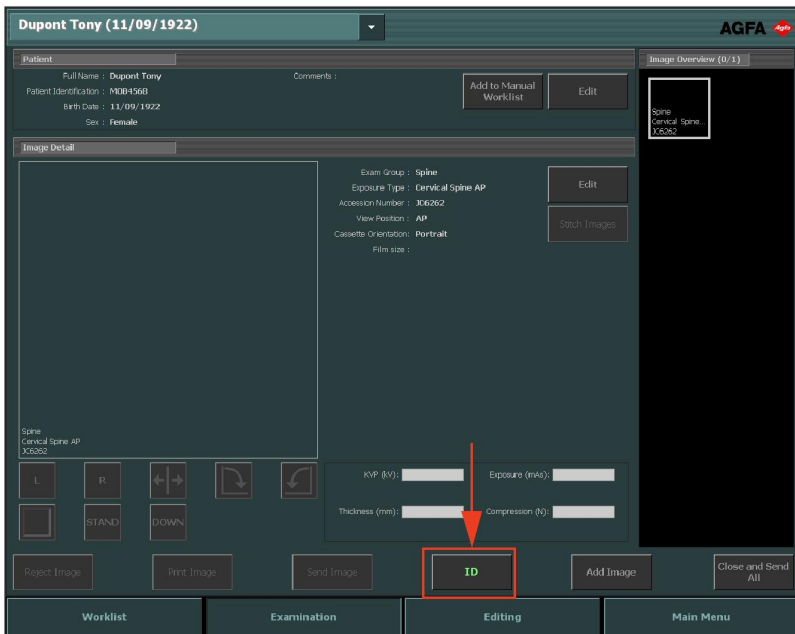 Dupont Tony (11/09/1922)
AGFA
Agfa
Patient
Full Name : Dupont Tony
Patient Identification : MOB4568
Birth Date : 11/09/1922
Sex : Female
Comments :
Add to Manual
Worklist
Edit
Image Overview (0/1)
Spine
Cervical Spine...
JC6262
Image Detail
Exam Group : Spine
Exposure Type : Cervical Spine AP
Accession Number : JC6262
View Position : AP
Cassette Orientation: Portrait
Film size :
Edit
Stitch Images
Spine
Cervical Spine AP
JC6262
L
R
STAND
DOWN
KVP (kV):
Exposure (mAs):
Thickness (mm):
Compression (N):
Reject Image
Print Image
Send Image
ID
Add Image
Close and Send
All
Worklist
Examination
Editing
Main Menu